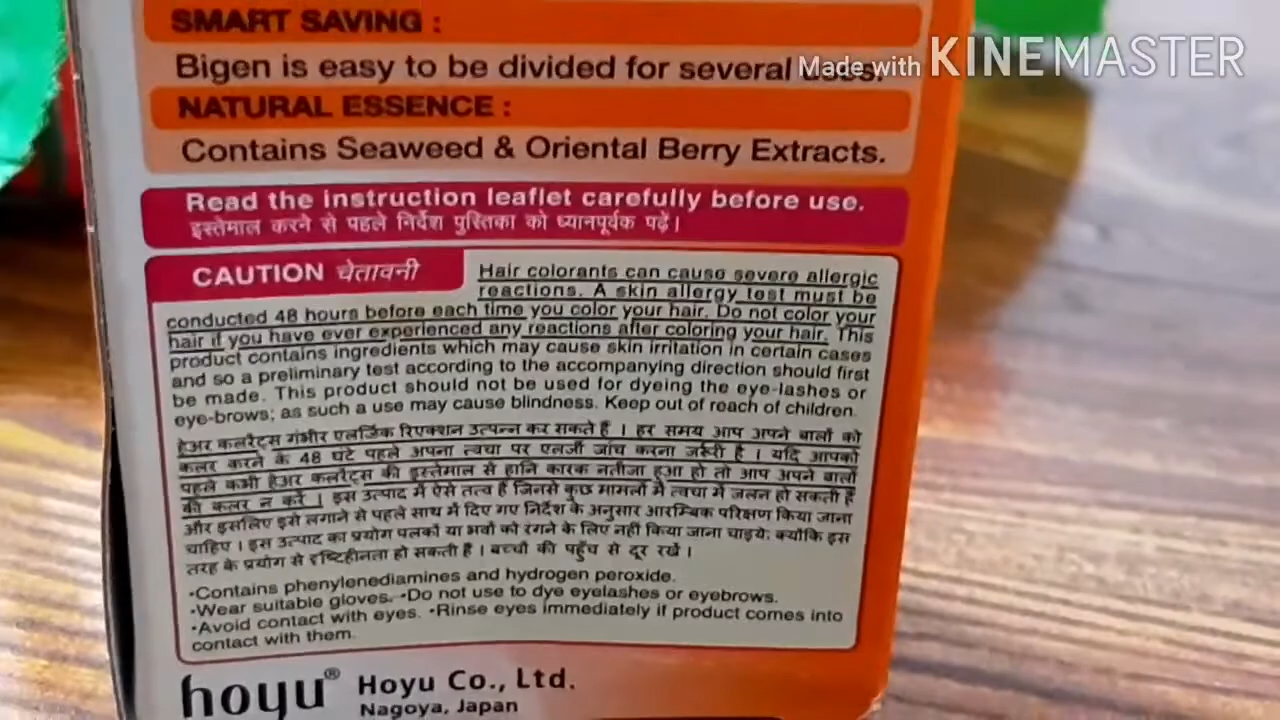 SMART SAVING :
Bigen is easy to be divided for several
Made with KINEMASTER
NATURAL ESSENCE :
Contains Seaweed & Oriental Berry Extracts.
Read the instruction leaflet carefully before use.
इस्तेमाल करने से पहले निर्देश पुस्तिका को ध्यानपूर्वक पढ़ें।
CAUTION चेतावनी
Hair colorants can cause severe allergic
reactions. A skin allergy test must be
conducted 48 hours before each time you color your hair. Do not color your
hair if you have ever experienced any reactions after coloring your hair. This
product contains ingredients which may cause skin irritation in certain cases
and so a preliminary test according to the accompanying direction should first
be made. This product should not be used for dyeing the eye-lashes or
eye-brows; as such a use may cause blindness. Keep out of reach of children.
हेअर कलरैट्स गंभीर एलर्जिक रिएक्शन उत्पन्न कर सकते हैं । हर समय आप अपने बालों को
कलर करने के 48 घंटे पहले अपना त्वचा पर एलर्जी जाँच करना जरूरी है । यदि आपको
पहले कभी हेअर कलरैट्स की इस्तेमाल से हानि कारक नतीजा हुआ हो तो आप अपने बालों
को कलर न करें । इस उत्पाद में ऐसे तत्व हैं जिनसे कुछ मामलों में त्वचा में जलन हो सकती है
और इसलिए इसे लगाने से पहले साथ में दिए गए निर्देश के अनुसार आरम्बिक परिक्षण किया जाना
चाहिए । इस उत्पाद का प्रयोग पलकों या भवों को रंगने के लिए नहीं किया जाना चाइये; क्योंकि इस
तरह के प्रयोग से दृष्टिहीनता हो सकती है । बच्चों की पहुँच से दूर रखें ।
•Contains phenylenediamines and hydrogen peroxide.
•Wear suitable gloves. •Do not use to dye eyelashes or eyebrows.
•Avoid contact with eyes. •Rinse eyes immediately if product comes into
contact with them.
hoyu® Hoyu Co., Ltd.
Nagoya, Japan